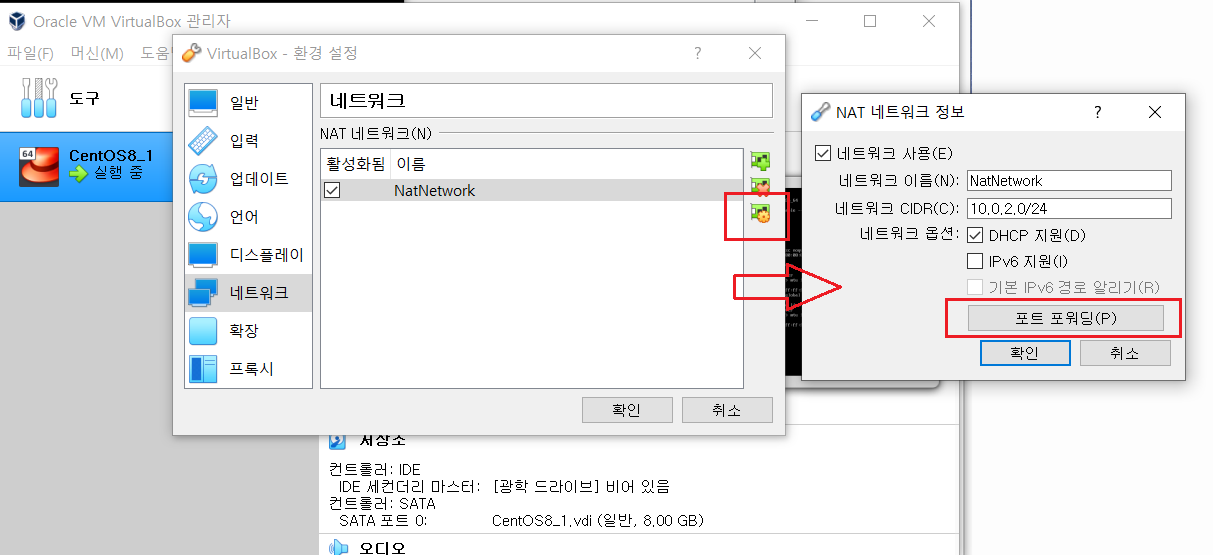 Oracle VM VirtualBox 관리자
파일(F) 머신(M) 도움
도구
64
CentOS8_1
실행 중
VirtualBox - 환경 설정
?
일반
입력
업데이트
언어
디스플레이
네트워크
확장
프록시
네트워크
NAT 네트워크(N)
활성화됨 이름
NatNetwork
확인 취소
NAT 네트워크 정보
?
네트워크 사용(E)
네트워크 이름(N): NatNetwork
네트워크 CIDR(C): 10.0.2.0/24
네트워크 옵션: DHCP 지원(D)
IPv6 지원(I)
기본 IPv6 경로 알리기(R)
포트 포워딩(P)
확인 취소
저장소
컨트롤러: IDE
IDE 세컨더리 마스터: [광학 드라이브] 비어 있음
컨트롤러: SATA
SATA 포트 0: CentOS8_1.vdi (일반, 8.00 GB)
오디오